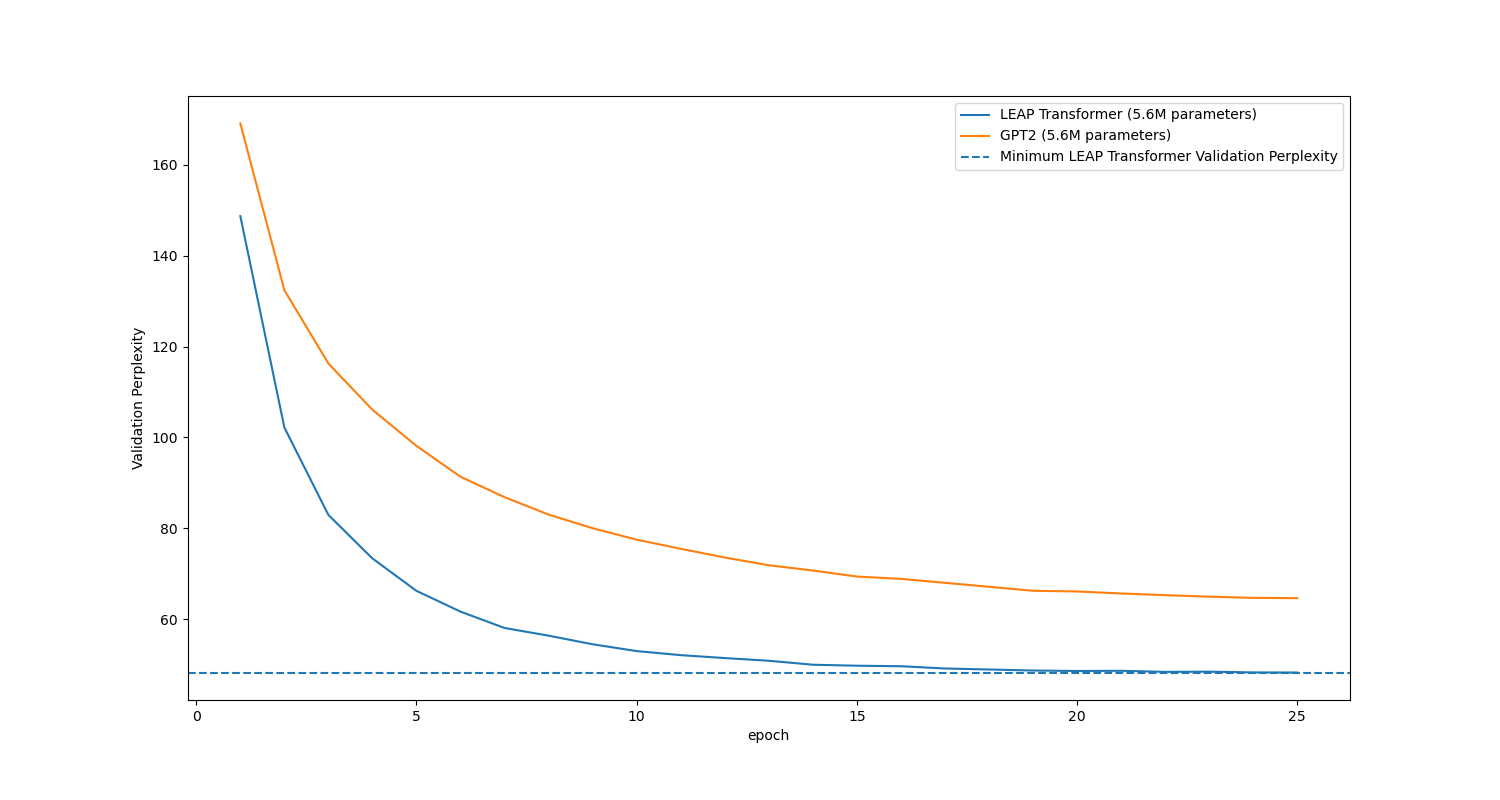 LEAP Transformer (5.6M parameters)
GPT2 (5.6M parameters)
Minimum LEAP Transformer Validation Perplexity
Validation Perplexity
160
140
120
100
80
60
0 5 10 15 20 25
epoch